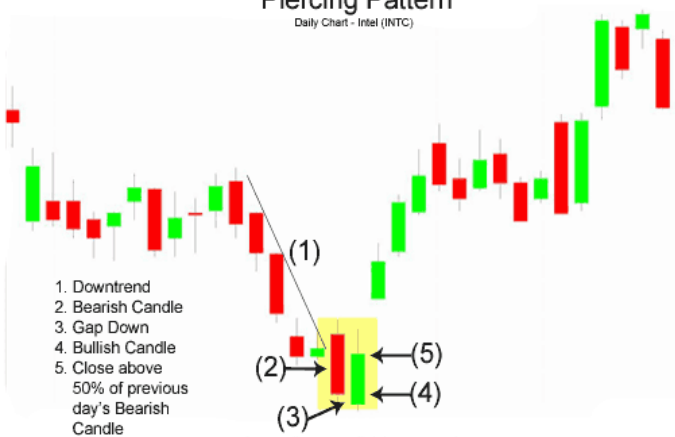 Piercing Pattern
Daily Chart - Intel (INTC)
(1)
1. Downtrend
2. Bearish Candle
3. Gap Down
4. Bullish Candle
5. Close above
50% of previous
day's Bearish
Candle
(2)
(5)
(4)
(3)